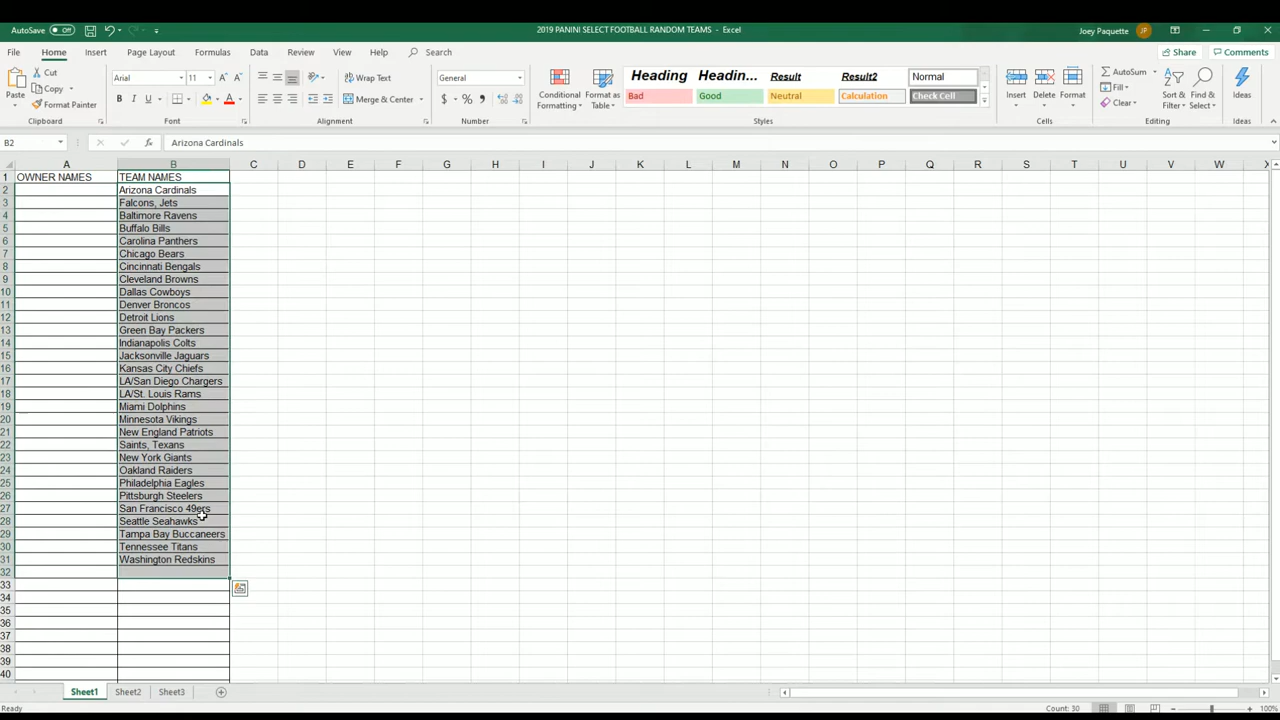 AutoSave Off
2019 PANINI SELECT FOOTBALL RANDOM TEAMS - Excel
Joey Paquette JP
File Home Insert Page Layout Formulas Data Review View Help Search Share Comments
Paste Cut Copy Format Painter Clipboard
Arial 11 A A B I U A Font
Wrap Text Merge & Center Alignment
General $ % , Number
Conditional Formatting Format as Table
Heading Headin... Result Result2 Normal
Bad Good Neutral Calculation Check Cell
Styles
Insert Delete Format Cells
AutoSum Fill Clear Sort & Filter Find & Select Editing
Ideas Ideas
B2 fx Arizona Cardinals
A B C D E F G H I J K L M N O P Q R S T U V W X
1 OWNER NAMES TEAM NAMES
2 Arizona Cardinals
3 Falcons, Jets
4 Baltimore Ravens
5 Buffalo Bills
6 Carolina Panthers
7 Chicago Bears
8 Cincinnati Bengals
9 Cleveland Browns
10 Dallas Cowboys
11 Denver Broncos
12 Detroit Lions
13 Green Bay Packers
14 Indianapolis Colts
15 Jacksonville Jaguars
16 Kansas City Chiefs
17 LA/San Diego Chargers
18 LA/St. Louis Rams
19 Miami Dolphins
20 Minnesota Vikings
21 New England Patriots
22 Saints, Texans
23 New York Giants
24 Oakland Raiders
25 Philadelphia Eagles
26 Pittsburgh Steelers
27 San Francisco 49ers
28 Seattle Seahawks
29 Tampa Bay Buccaneers
30 Tennessee Titans
31 Washington Redskins
32
33
34
35
36
37
38
39
40
Sheet1 Sheet2 Sheet3
Ready Count: 30 100%